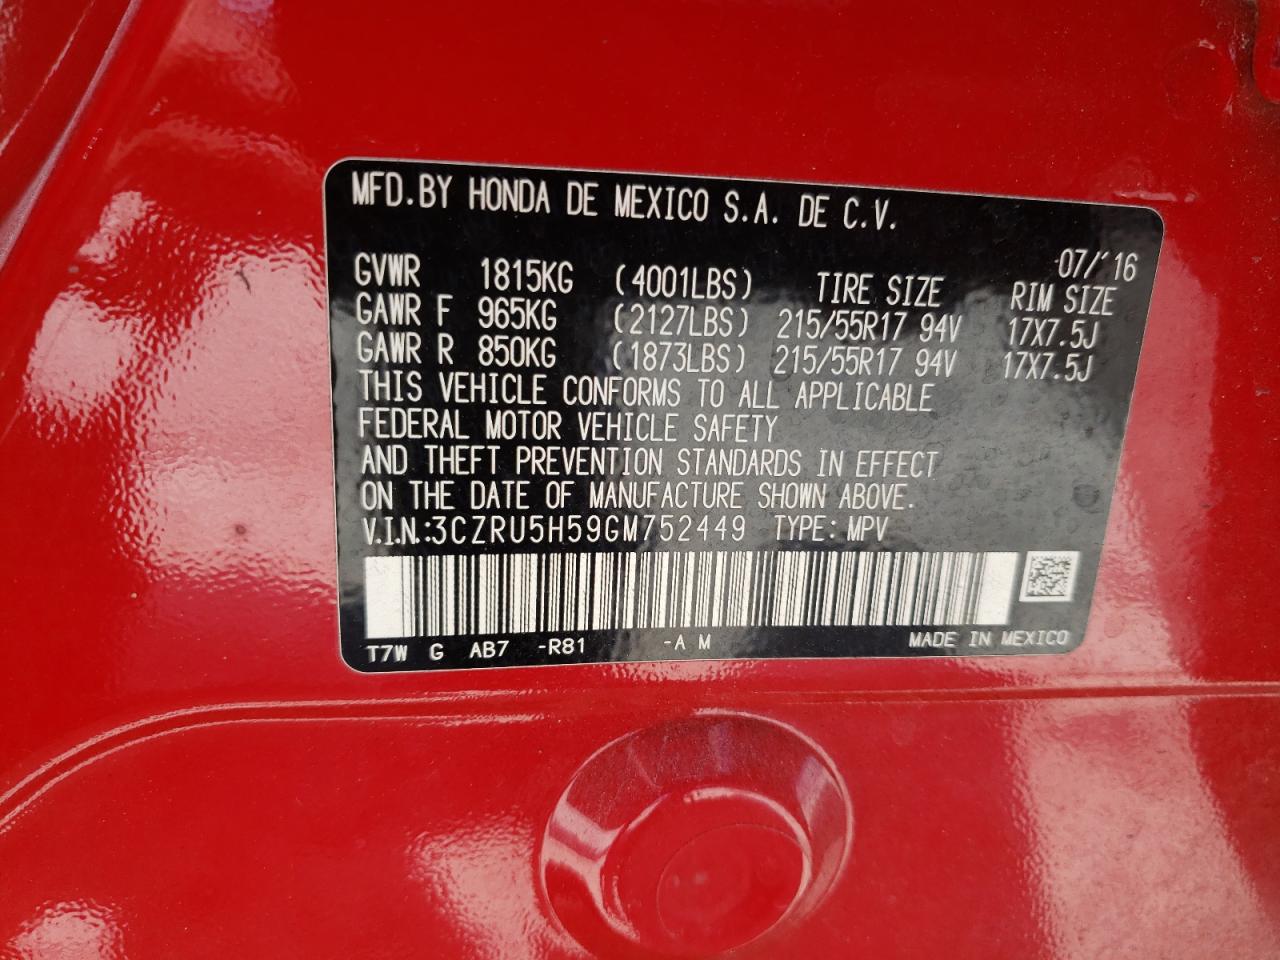 MFD.BY HONDA DE MEXICO S.A. DE C.V.
07/'16
GVWR 1815KG (4001LBS) TIRE SIZE RIM SIZE
GAWR F 965KG (2127LBS) 215/55R17 94V 17X7.5J
GAWR R 850KG (1873LBS) 215/55R17 94V 17X7.5J
THIS VEHICLE CONFORMS TO ALL APPLICABLE
FEDERAL MOTOR VEHICLE SAFETY
AND THEFT PREVENTION STANDARDS IN EFFECT
ON THE DATE OF MANUFACTURE SHOWN ABOVE.
V.I.N.:3CZRU5H59GM752449 TYPE: MPV
T7W G AB7 -R81 -A M MADE IN MEXICO